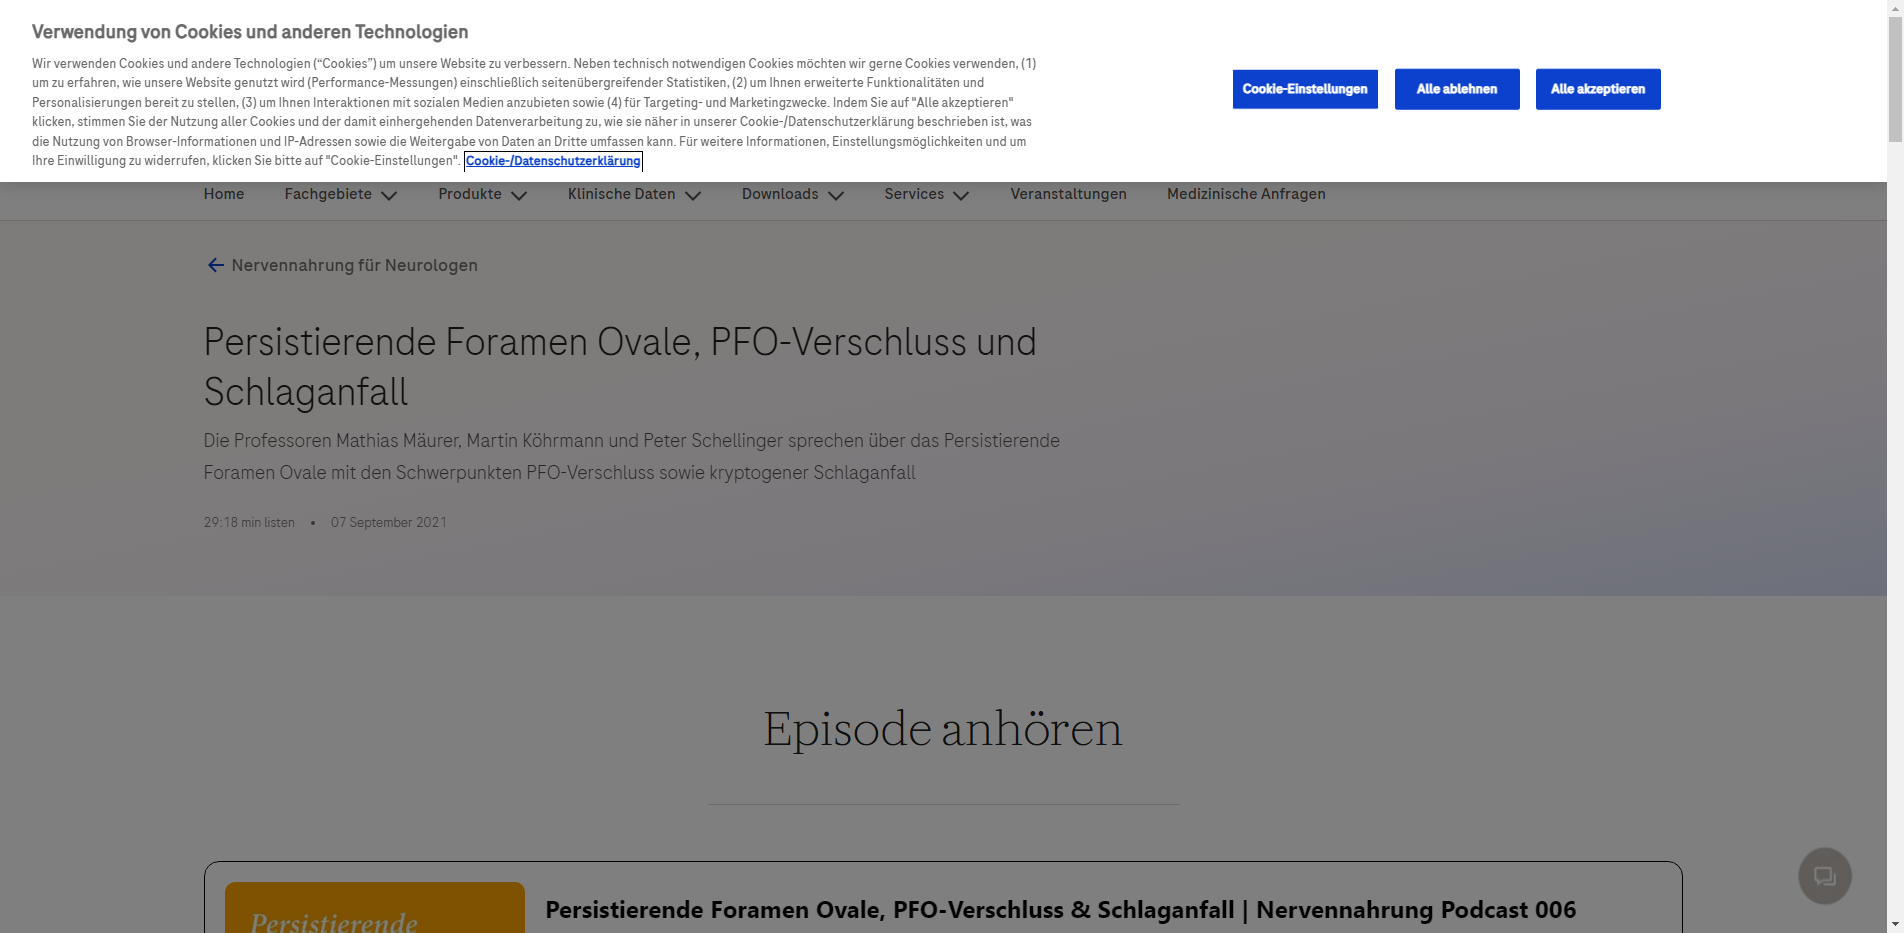 Verwendung von Cookies und anderen Technologien
Wir verwenden Cookies und andere Technologien (“Cookies”) um unsere Website zu verbessern. Neben technisch notwendigen Cookies möchten wir gerne Cookies verwenden, (1)
um zu erfahren, wie unsere Website genutzt wird (Performance-Messungen) einschließlich seitenübergreifender Statistiken, (2) um Ihnen erweiterte Funktionalitäten und
Personalisierungen bereit zu stellen, (3) um Ihnen Interaktionen mit sozialen Medien anzubieten sowie (4) für Targeting- und Marketingzwecke. Indem Sie auf "Alle akzeptieren"
klicken, stimmen Sie der Nutzung aller Cookies und der damit einhergehenden Datenverarbeitung zu, wie sie näher in unserer Cookie-/Datenschutzerklärung beschrieben ist, was
die Nutzung von Browser-Informationen und IP-Adressen sowie die Weitergabe von Daten an Dritte umfassen kann. Für weitere Informationen, Einstellungsmöglichkeiten und um
Ihre Einwilligung zu widerrufen, klicken Sie bitte auf "Cookie-Einstellungen". Cookie-/Datenschutzerklärung
Cookie-Einstellungen Alle ablehnen Alle akzeptieren
Home Fachgebiete Produkte Klinische Daten Downloads Services Veranstaltungen Medizinische Anfragen
Nervennahrung für Neurologen
Persistierende Foramen Ovale, PFO-Verschluss und
Schlaganfall
Die Professoren Mathias Mäurer, Martin Köhrmann und Peter Schellinger sprechen über das Persistierende
Foramen Ovale mit den Schwerpunkten PFO-Verschluss sowie kryptogener Schlaganfall
29:18 min listen • 07 September 2021
Episode anhören
Persistierende
Persistierende Foramen Ovale, PFO-Verschluss & Schlaganfall | Nervennahrung Podcast 006